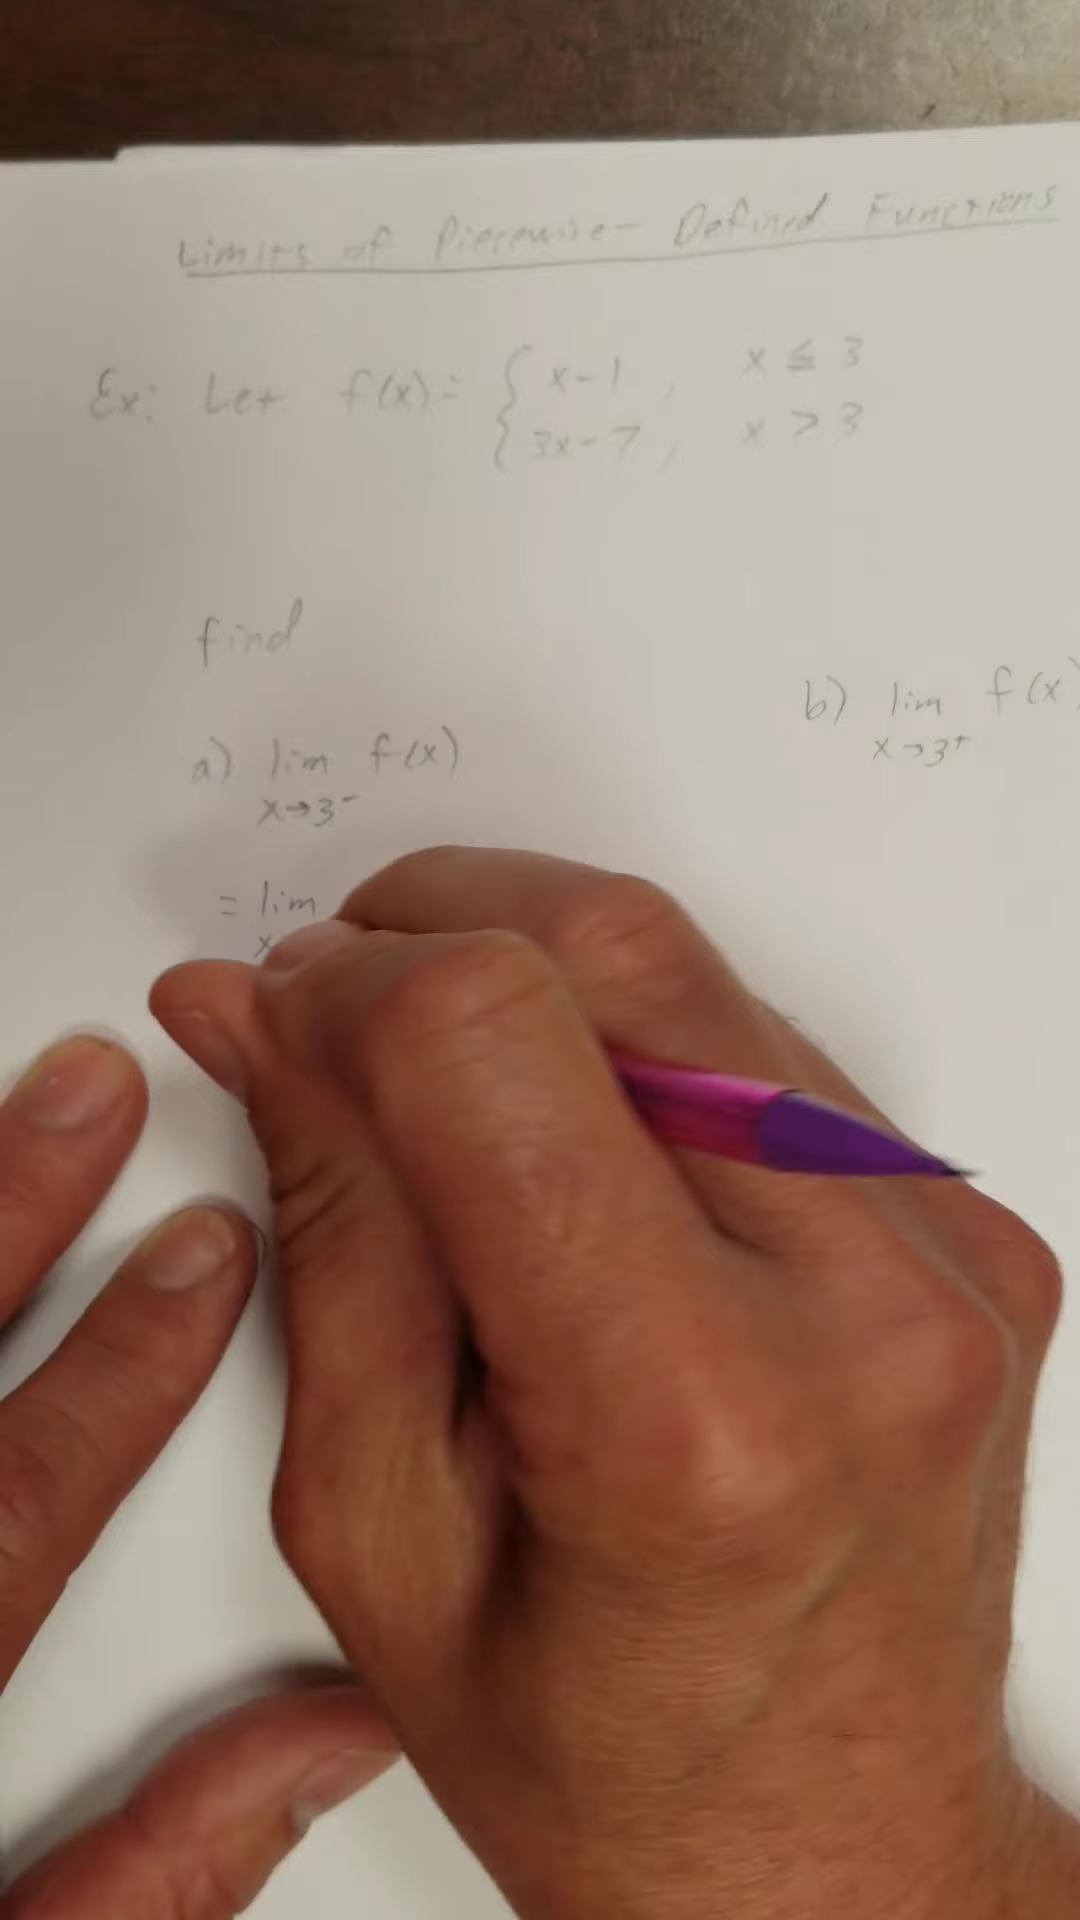 Limits of Piecewise-Defined Functions
Ex: Let f(x) = { x-1 , x ≤ 3
3x-7 , x > 3
find
a) lim f(x)
x→3⁻
b) lim f(x)
x→3⁺
= lim
x